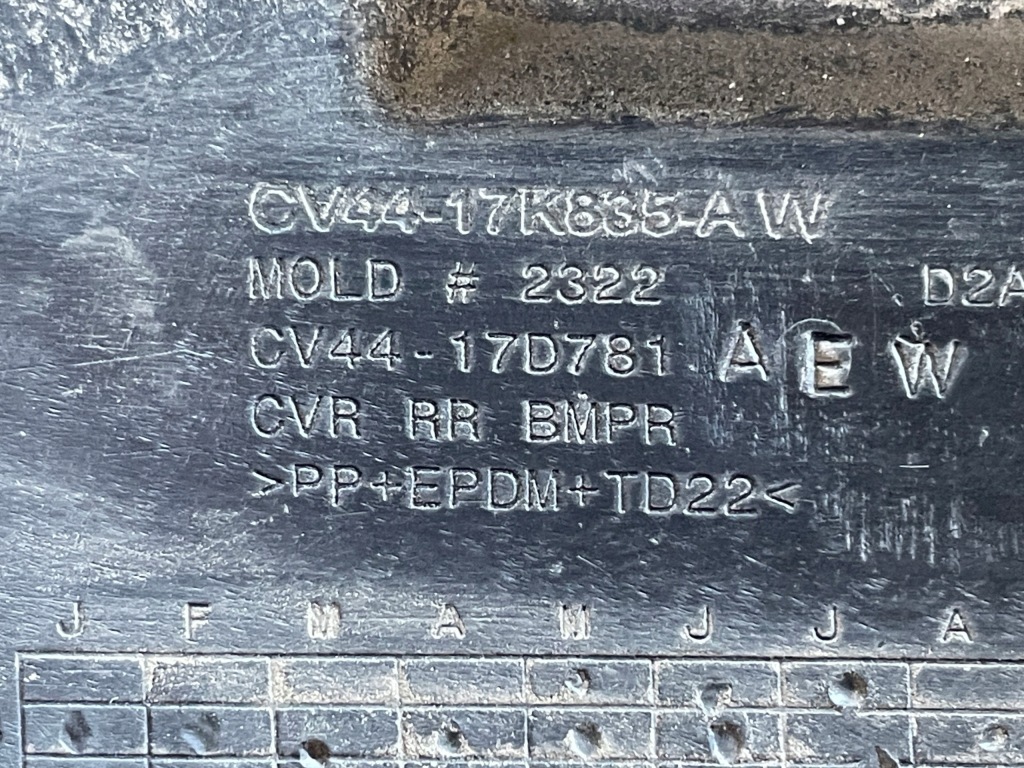 CV44-17K835-AW
MOLD # 2322 D2A
CV44-17D781 AEW
CVR RR BMPR
>PP+EPDM+TD22<
J F M A M J J A